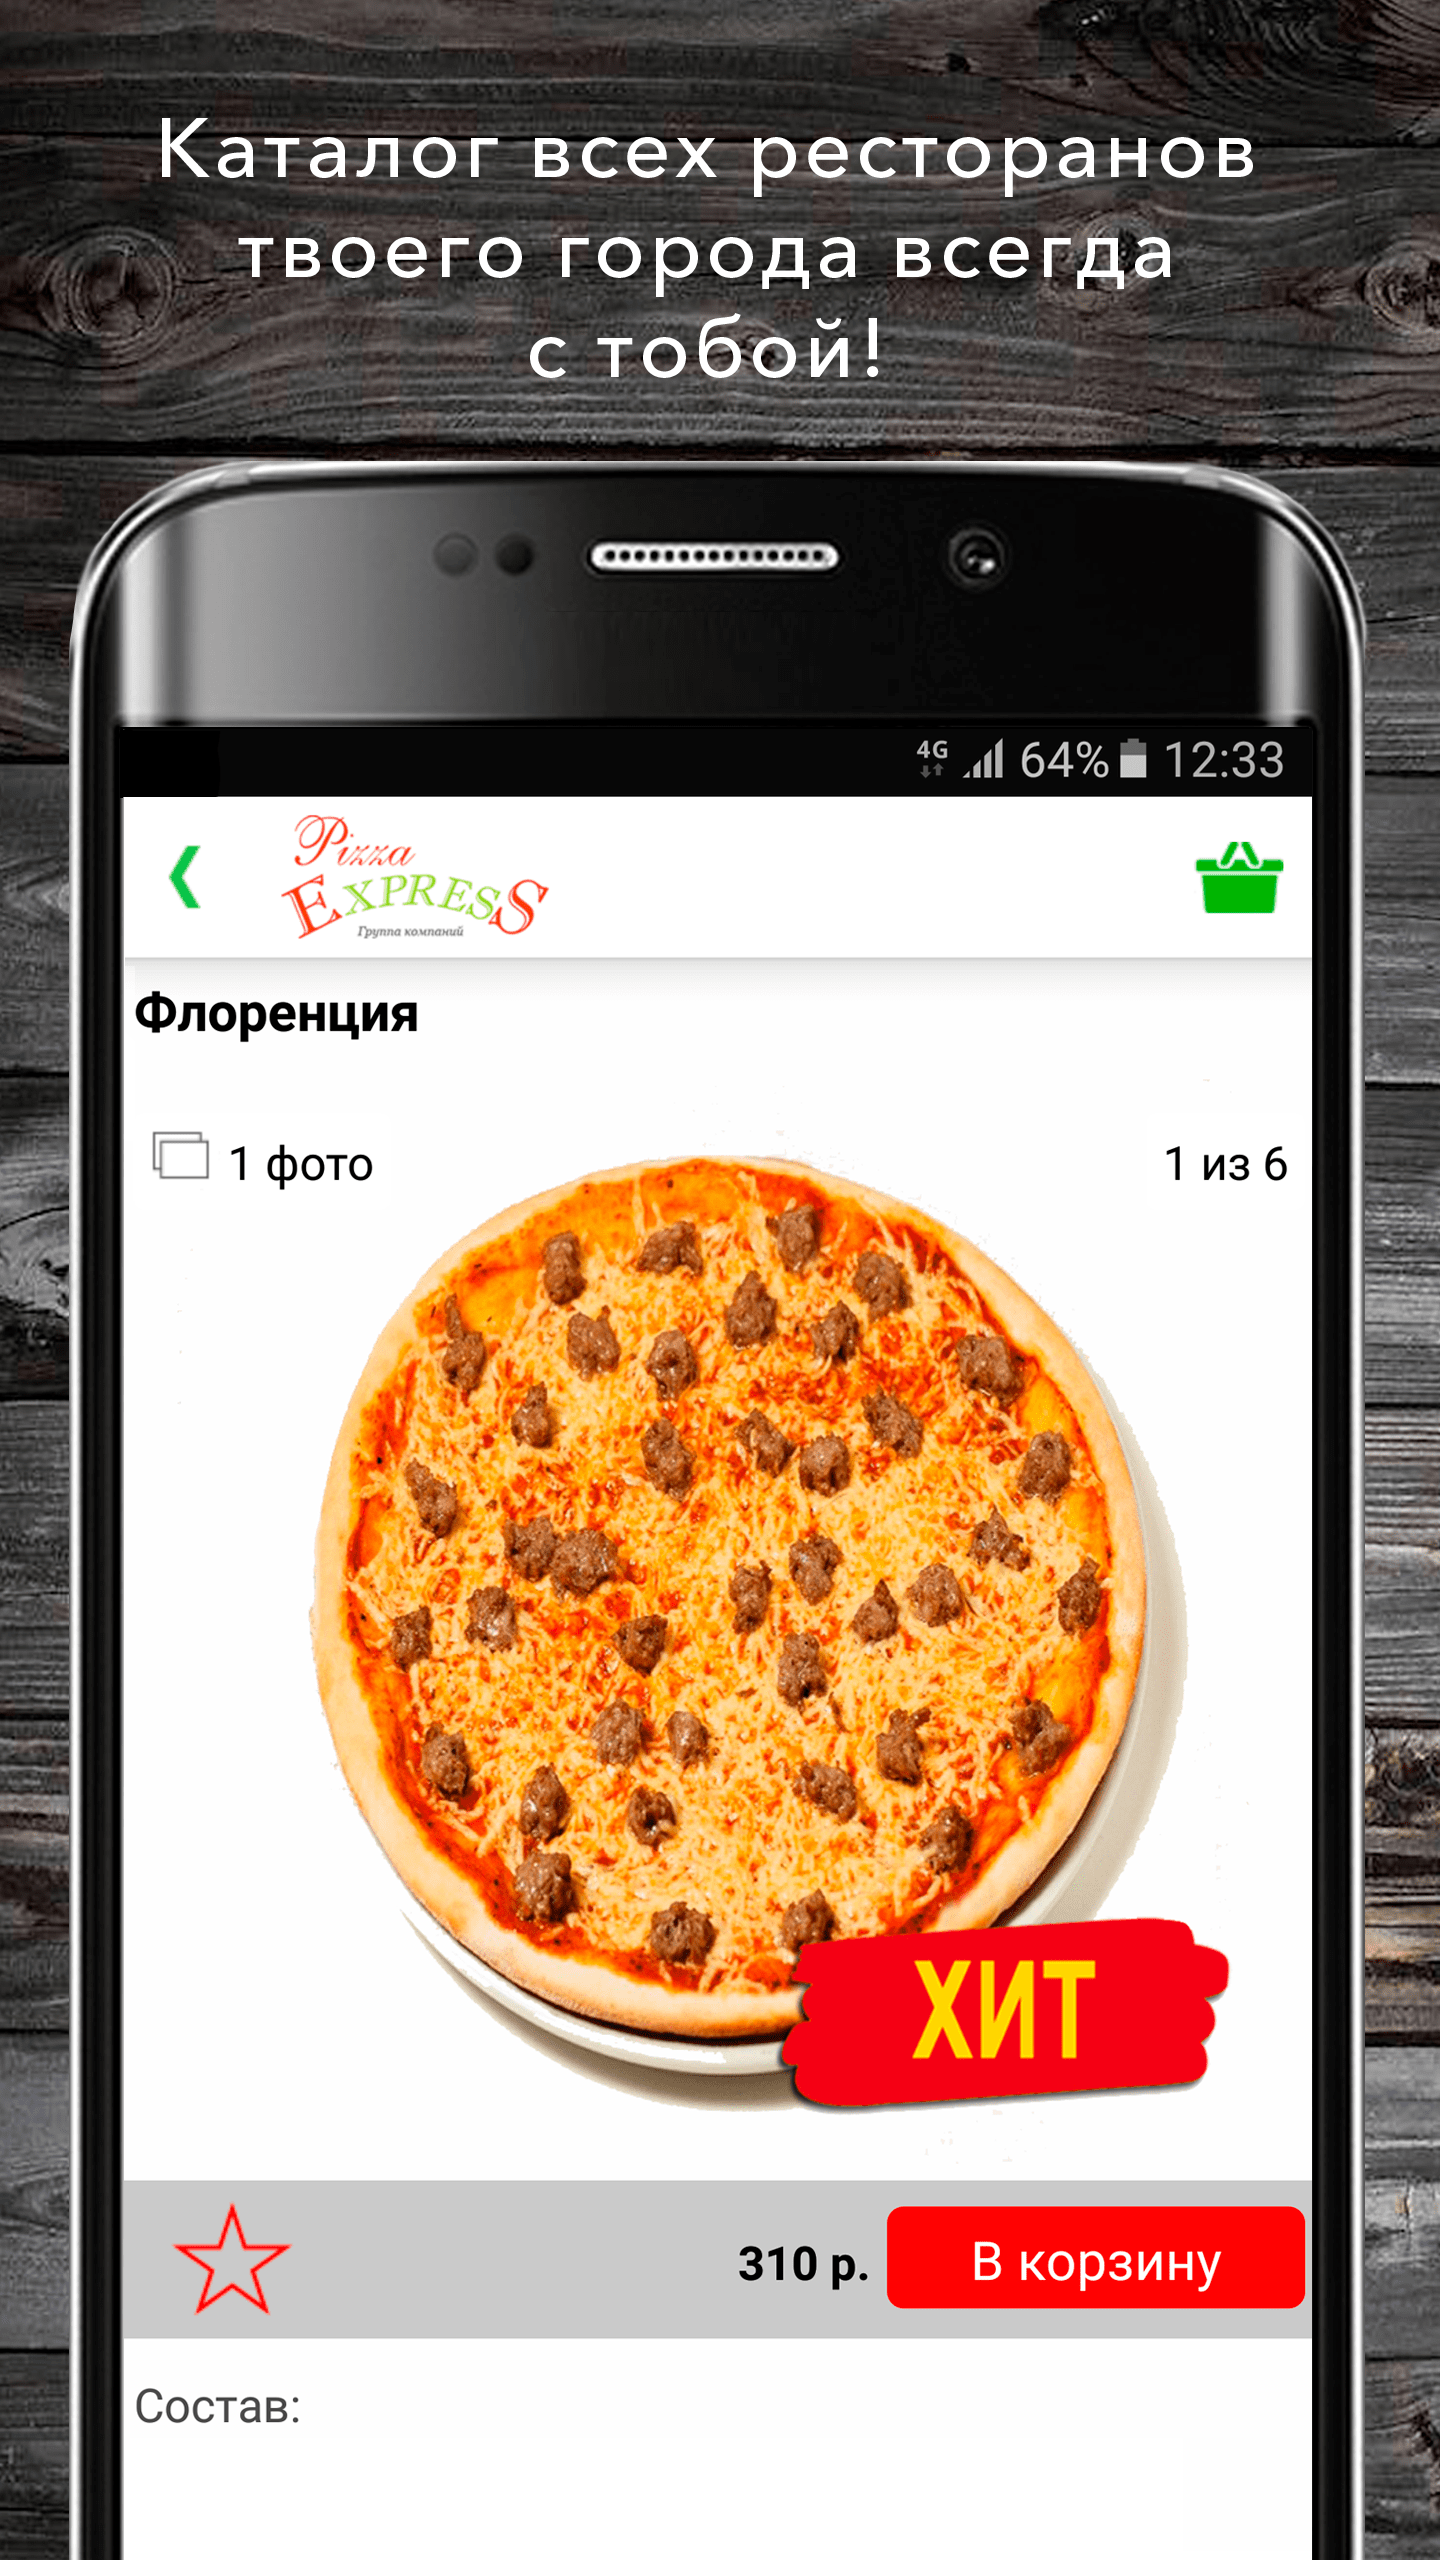 Каталог всех ресторанов
твоего города всегда
с тобой!
4G 64% 12:33
Pizza
EXPRESS
Группа компаний
Флоренция
1 фото
1 из 6
ХИТ
310 р.
В корзину
Состав: